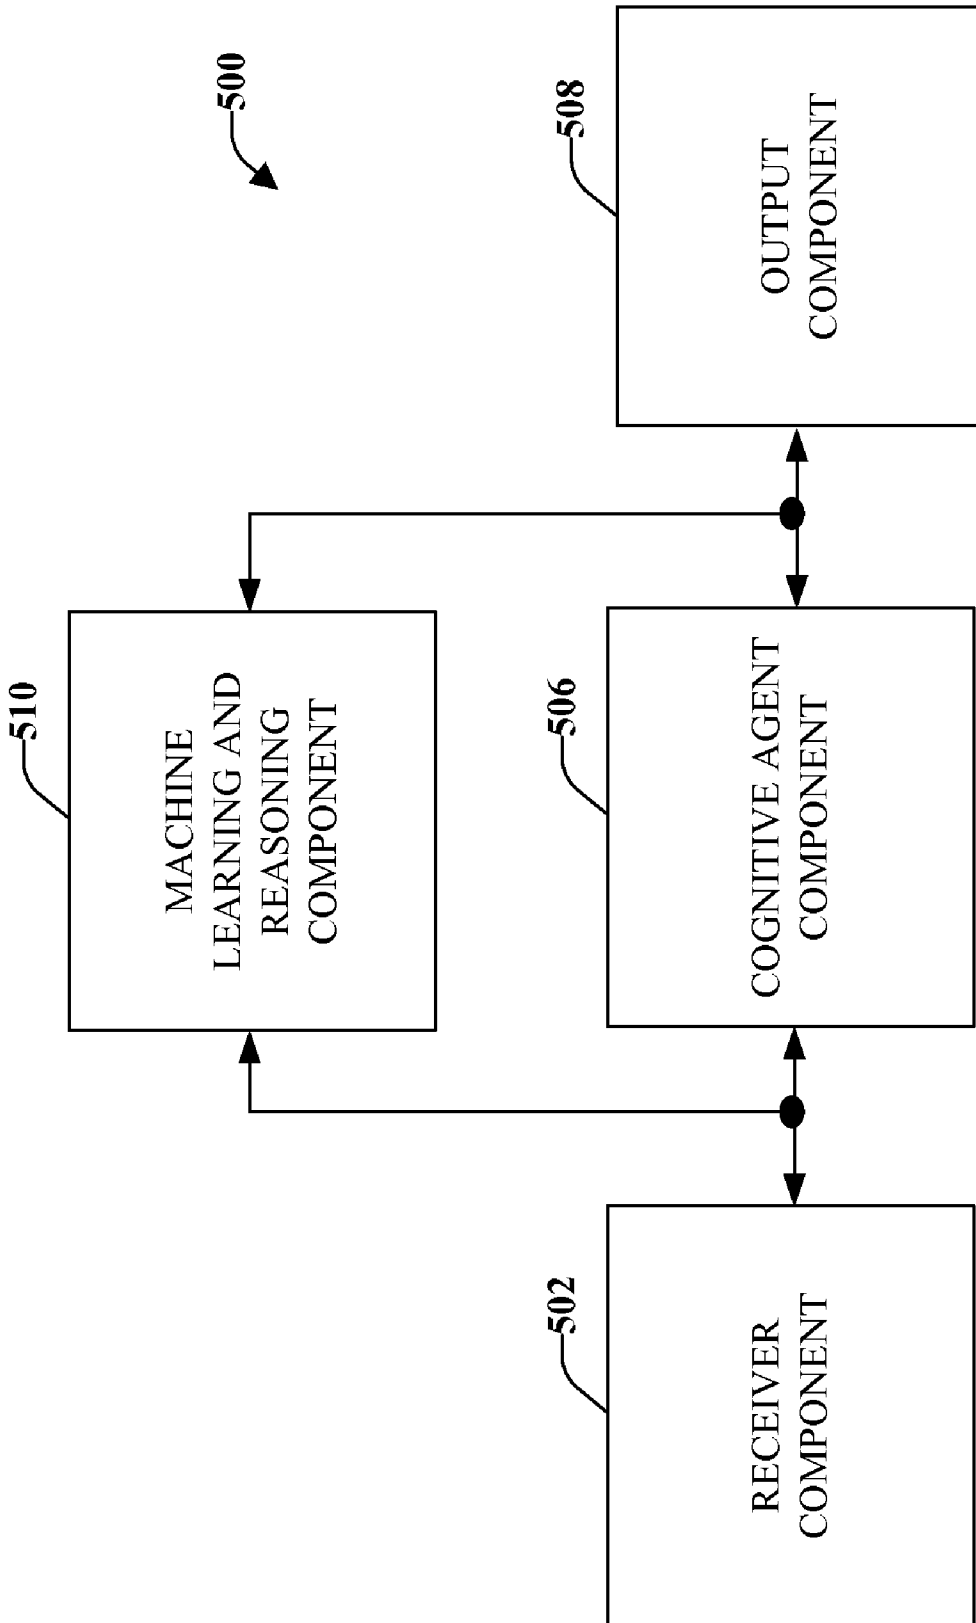 500
510
MACHINE
LEARNING AND
REASONING
COMPONENT
502
RECEIVER
COMPONENT
506
COGNITIVE AGENT
COMPONENT
508
OUTPUT
COMPONENT